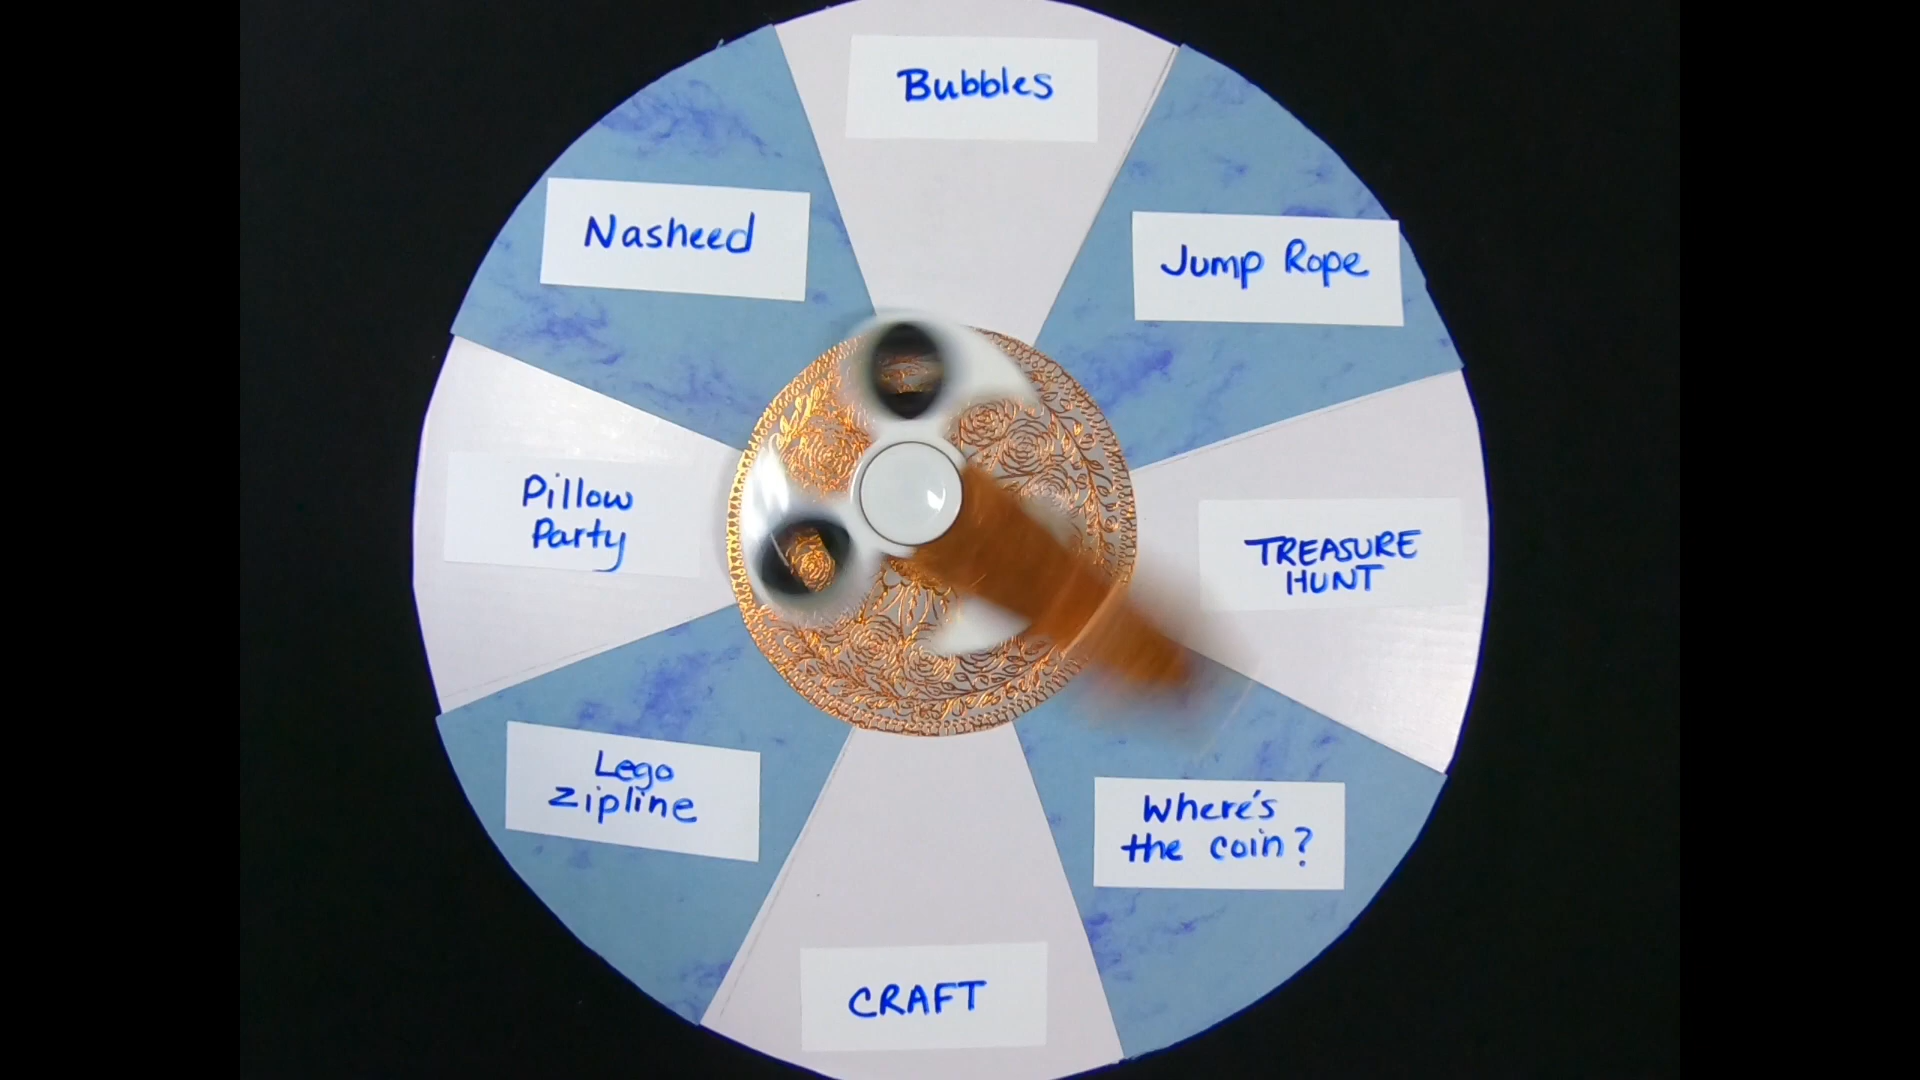 Bubbles
Nasheed
Jump Rope
Pillow
Party
TREASURE
HUNT
Lego
zipline
Where's
the coin?
CRAFT